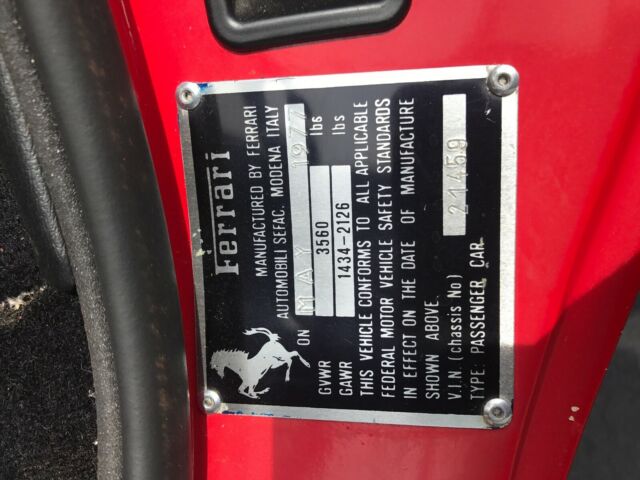 Ferrari
MANUFACTURED BY FERRARI
AUTOMOBILI SEFAC. MODENA ITALY
ON MAY 1977
GVWR 3560 lbs
GAWR 1434-2126 lbs
THIS VEHICLE CONFORMS TO ALL APPLICABLE
FEDERAL MOTOR VEHICLE SAFETY STANDARDS
IN EFFECT ON THE DATE OF MANUFACTURE
SHOWN ABOVE.
V.I.N. (chassis No) 21459
TYPE: PASSENGER CAR.